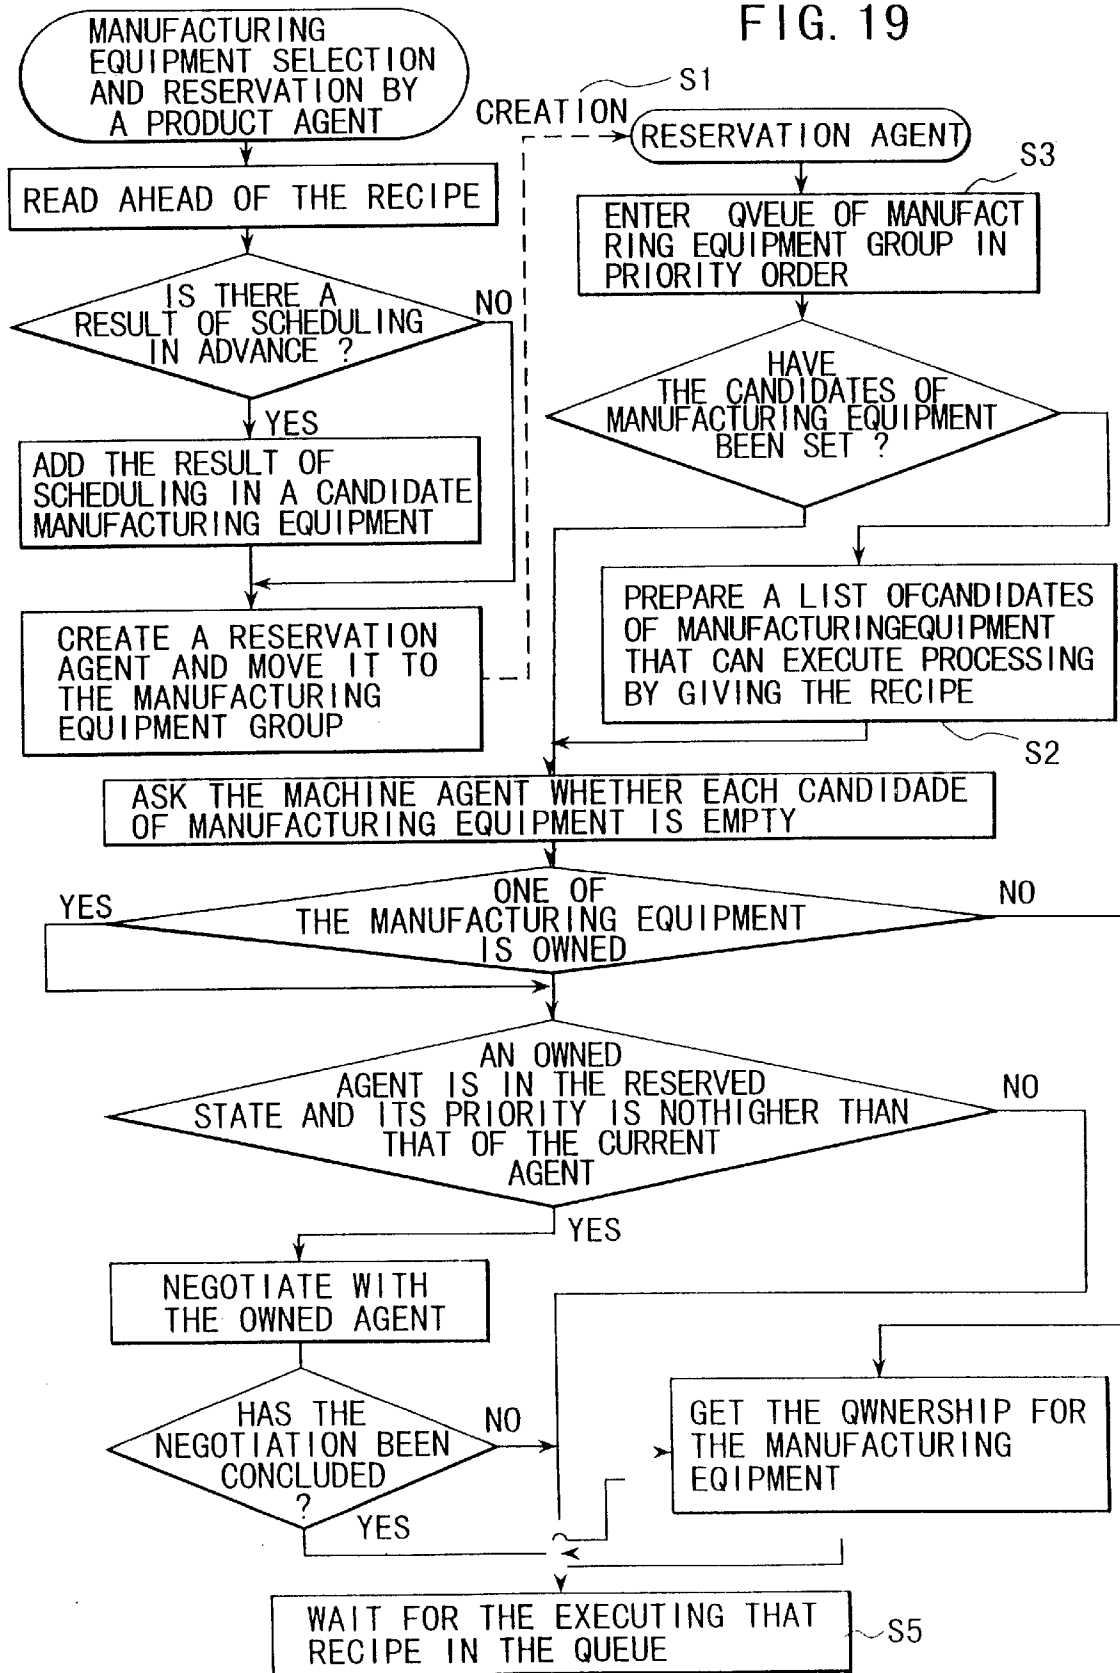 FIG. 19
MANUFACTURING
EQUIPMENT SELECTION
AND RESERVATION BY
A PRODUCT AGENT
READ AHEAD OF THE RECIPE
IS THERE A
RESULT OF SCHEDULING
IN ADVANCE ?
NO
YES
ADD THE RESULT OF
SCHEDULING IN A CANDIDATE
MANUFACTURING EQUIPMENT
CREATE A RESERVATION
AGENT AND MOVE IT TO
THE MANUFACTURING
EQUIPMENT GROUP
CREATION
S1
RESERVATION AGENT
S3
ENTER QVEUE OF MANUFACT
RING EQUIPMENT GROUP IN
PRIORITY ORDER
HAVE
THE CANDIDATES OF
MANUFACTURING EQUIPMENT
BEEN SET ?
PREPARE A LIST OFCANDIDATES
OF MANUFACTURINGEQUIPMENT
THAT CAN EXECUTE PROCESSING
BY GIVING THE RECIPE
S2
ASK THE MACHINE AGENT WHETHER EACH CANDIDADE
OF MANUFACTURING EQUIPMENT IS EMPTY
YES
ONE OF
THE MANUFACTURING EQUIPMENT
IS OWNED
NO
AN OWNED
AGENT IS IN THE RESERVED
STATE AND ITS PRIORITY IS NOTHIGHER THAN
THAT OF THE CURRENT
AGENT
NO
YES
NEGOTIATE WITH
THE OWNED AGENT
HAS THE
NEGOTIATION BEEN
CONCLUDED
?
NO
YES
GET THE QWNERSHIP FOR
THE MANUFACTURING
EQIPMENT
WAIT FOR THE EXECUTING THAT
RECIPE IN THE QUEUE
S5